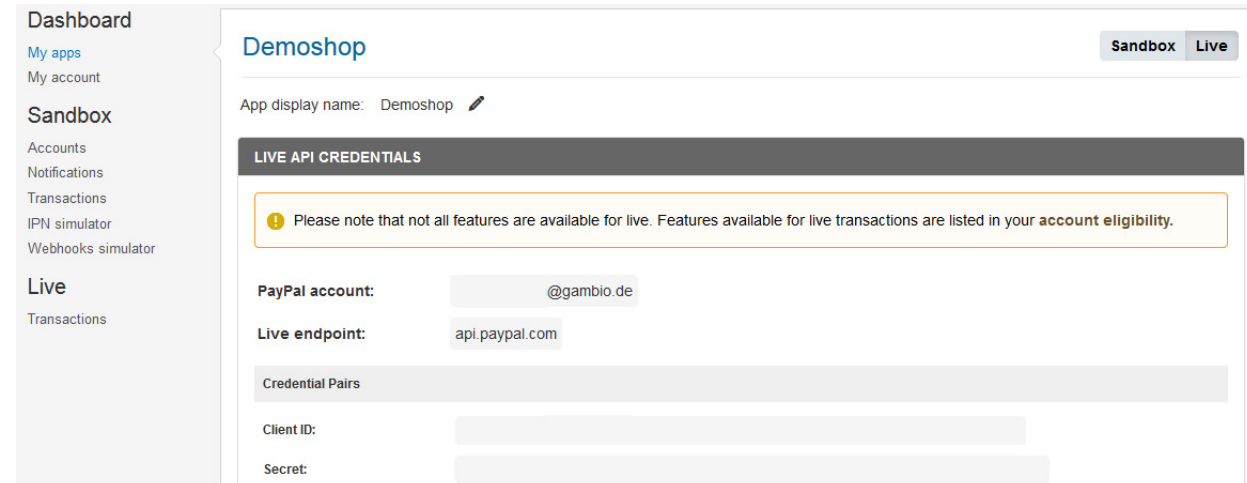 Dashboard
My apps
My account
Sandbox
Accounts
Notifications
Transactions
IPN simulator
Webhooks simulator
Live
Transactions
Demoshop
Sandbox Live
App display name: Demoshop
LIVE API CREDENTIALS
Please note that not all features are available for live. Features available for live transactions are listed in your account eligibility.
PayPal account: @gambio.de
Live endpoint: api.paypal.com
Credential Pairs
Client ID:
Secret: